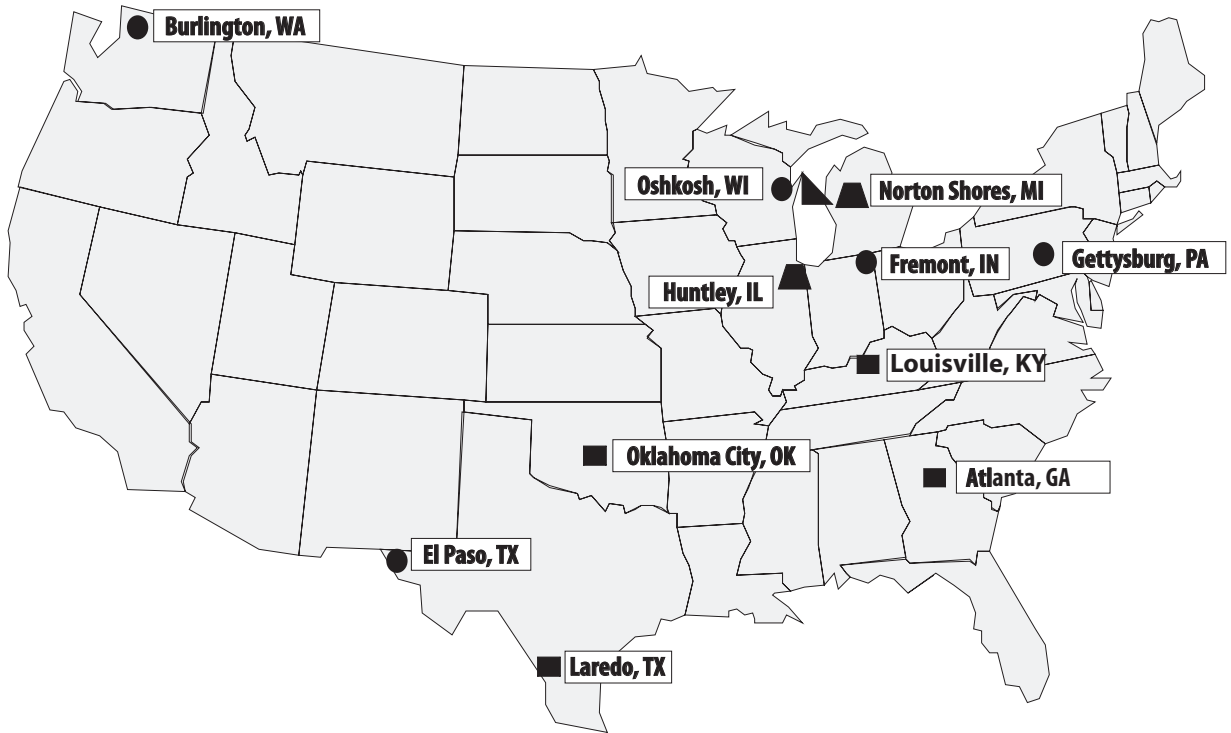 Burlington, WA
Oshkosh, WI
Norton Shores, MI
Gettysburg, PA
Fremont, IN
Huntley, IL
Louisville, KY
Oklahoma City, OK
Atlanta, GA
El Paso, TX
Laredo, TX